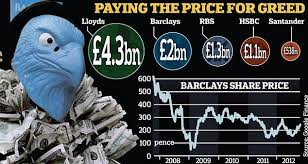 PAYING THE PRICE FOR GREED
Lloyds Barclays RBS HSBC Santander
£4.3bn £2bn £1.3bn £1.1bn £538m
BARCLAYS SHARE PRICE
600
500
400
300
200
100
pence
2008 2009 2010 2011 2012